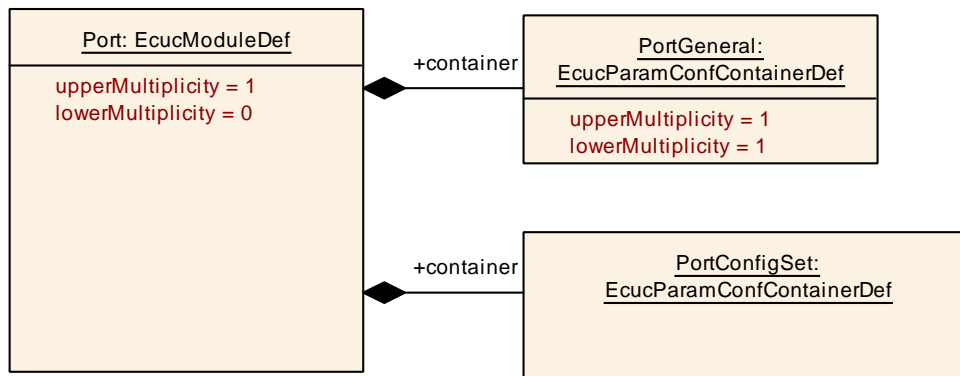 Port: EcucModuleDef
upperMultiplicity = 1
lowerMultiplicity = 0
+container
PortGeneral:
EcucParamConfContainerDef
upperMultiplicity = 1
lowerMultiplicity = 1
+container
PortConfigSet:
EcucParamConfContainerDef